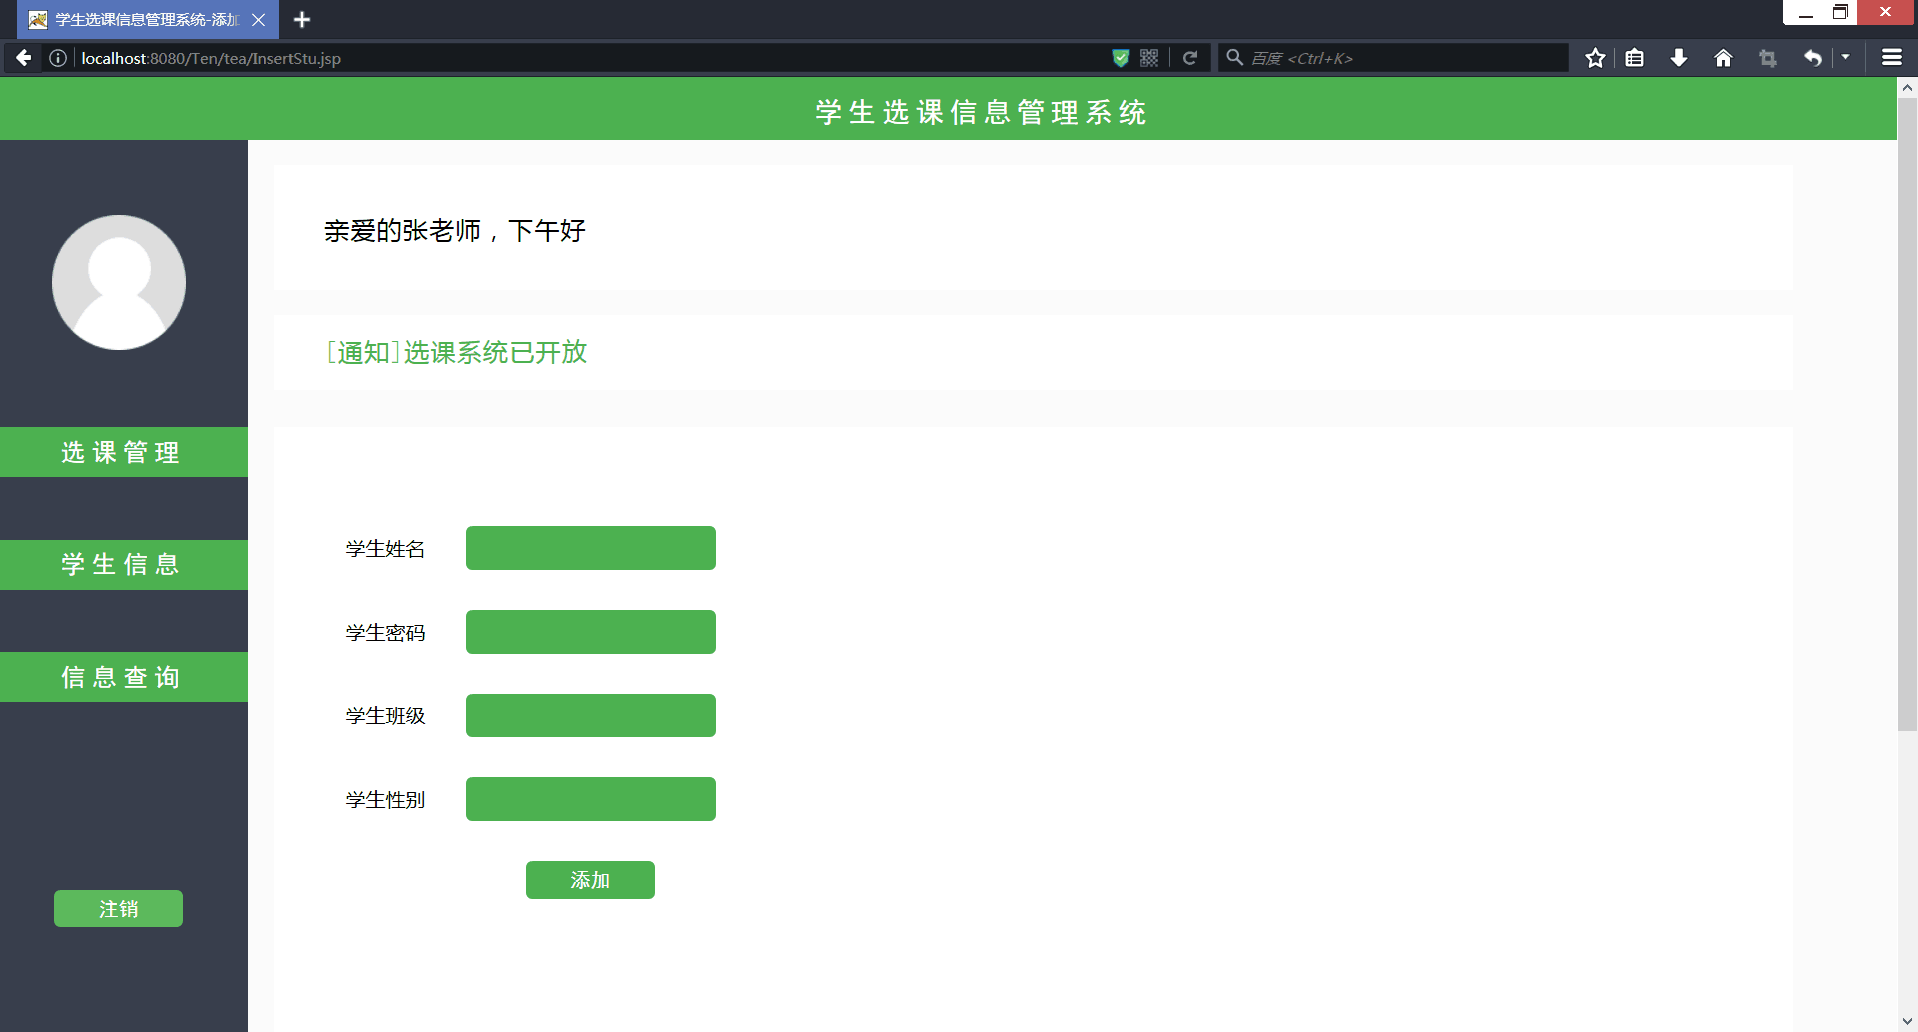 学生选课信息管理系统-添加
localhost:8080/Ten/tea/InsertStu.jsp
百度 <Ctrl+K>
学生选课信息管理系统
亲爱的张老师，下午好
[通知]选课系统已开放
选课管理
学生信息
信息查询
注销
学生姓名
学生密码
学生班级
学生性别
添加